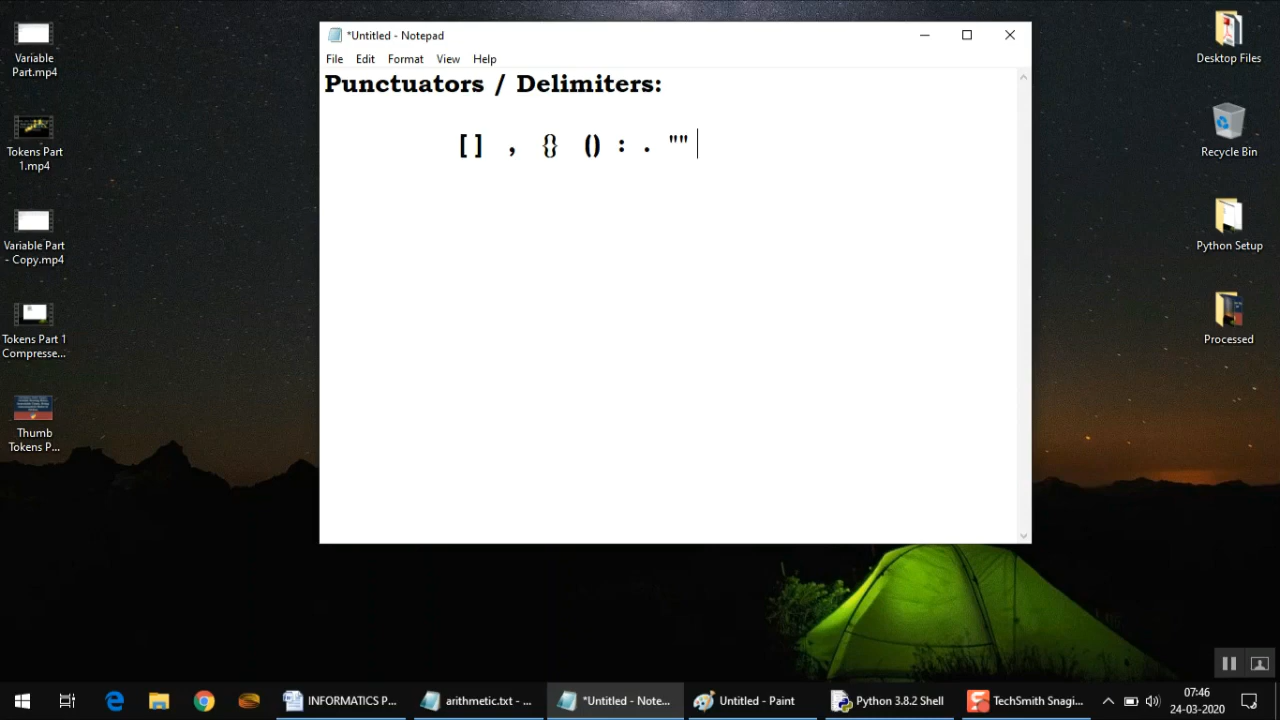 *Untitled - Notepad
File Edit Format View Help
Punctuators / Delimiters:
[ ] , {} () : . ""
Variable
Part.mp4
Tokens Part
1.mp4
Variable Part
- Copy.mp4
Tokens Part 1
Compresse...
Thumb
Tokens P...
Desktop Files
Recycle Bin
Python Setup
Processed
INFORMATICS P...
arithmetic.txt - ...
*Untitled - Note...
Untitled - Paint
Python 3.8.2 Shell
TechSmith Snagi...
07:46
24-03-2020